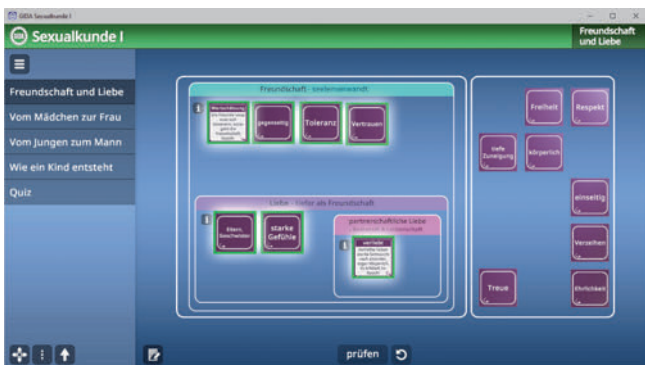 GIDA Sexualkunde I
Sexualkunde I
Freundschaft
und Liebe
Freundschaft und Liebe
Vom Mädchen zur Frau
Vom Jungen zum Mann
Wie ein Kind entsteht
Quiz
Freundschaft - seelenverwandt
Wertschätzung
gegenseitig
Toleranz
Vertrauen
Liebe - tiefer als Freundschaft
Eltern,
Geschwister
starke
Gefühle
partnerschaftliche Liebe
verliebt
Freiheit
Respekt
tiefe
Zuneigung
körperlich
einseitig
Verzeihen
Treue
Ehrlichkeit
prüfen